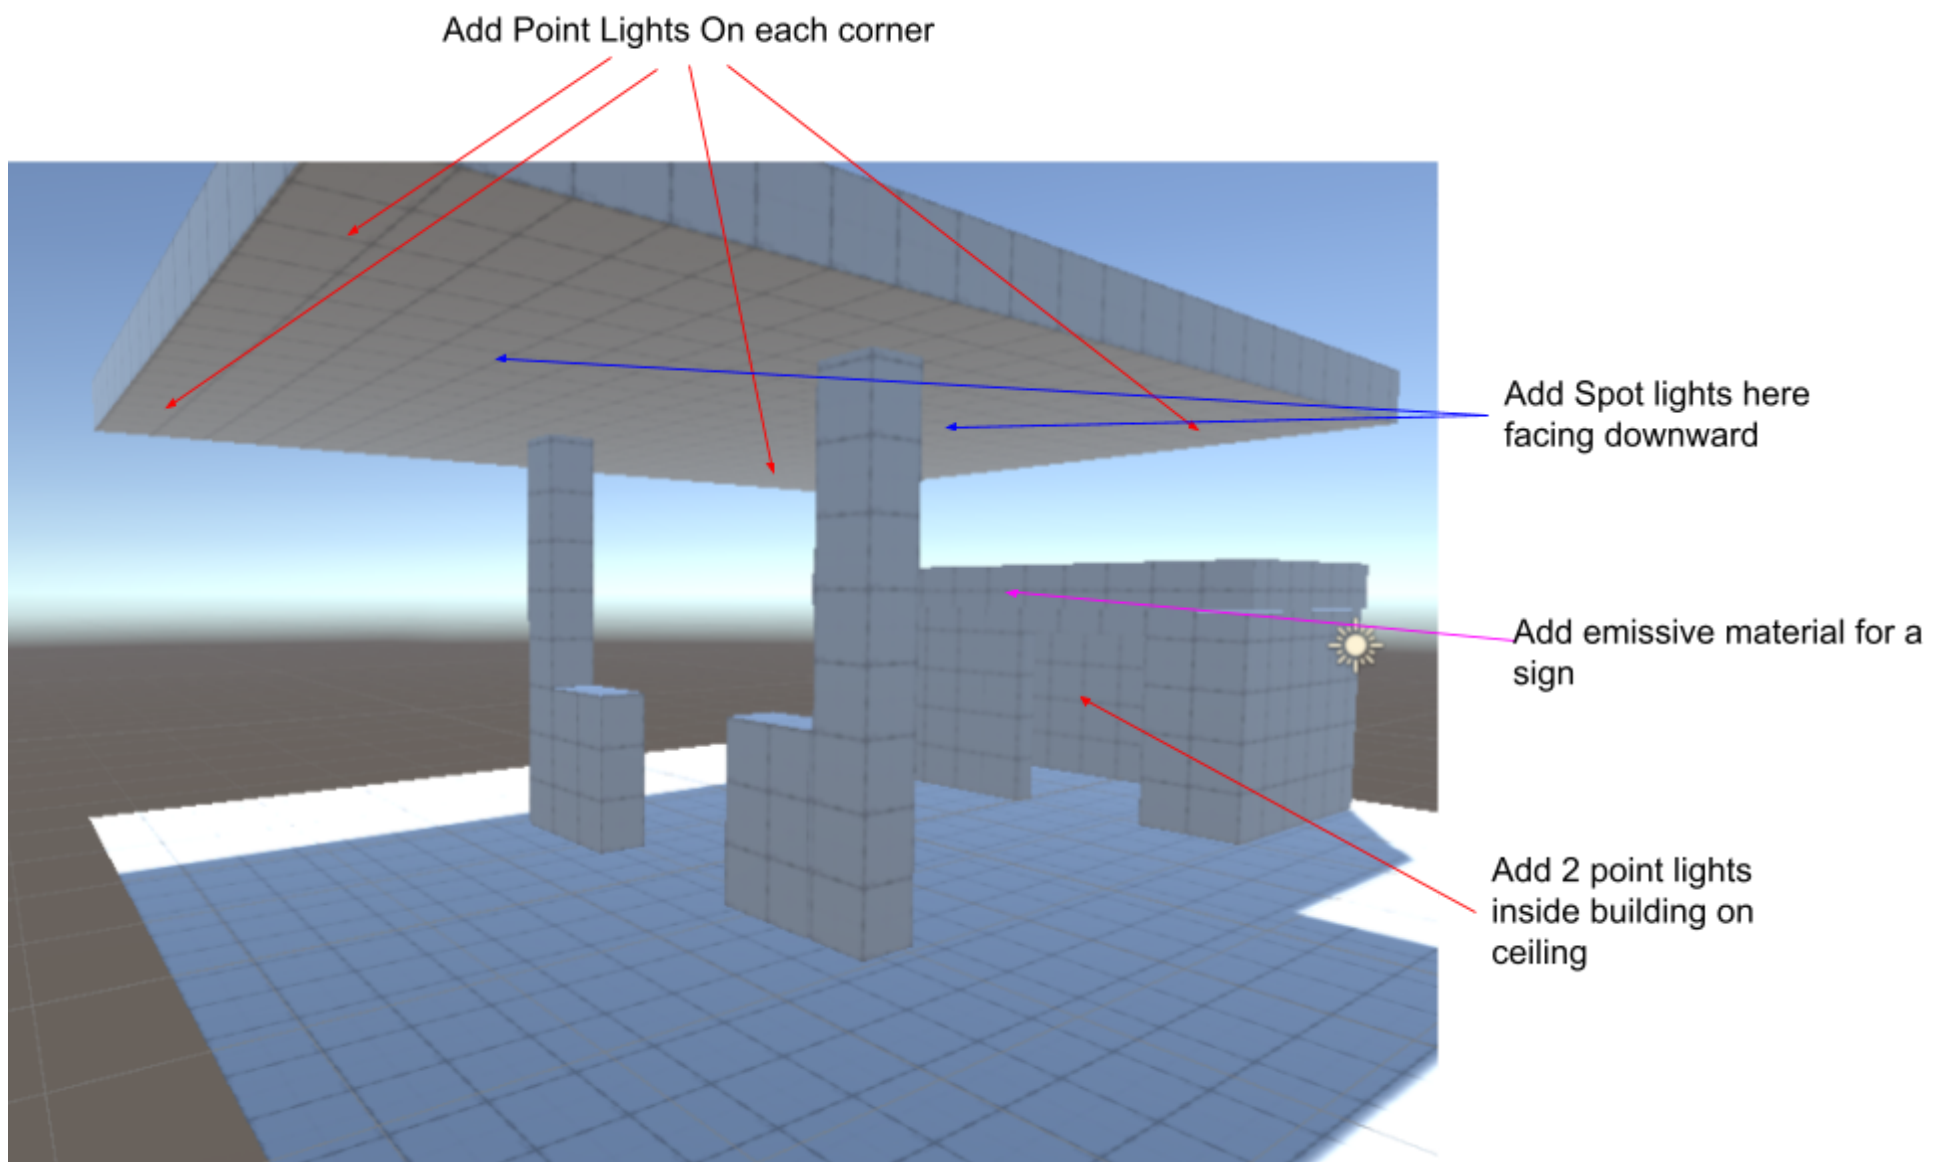 Add Point Lights On each corner
Add Spot lights here
facing downward
Add emissive material for a
sign
Add 2 point lights
inside building on
ceiling